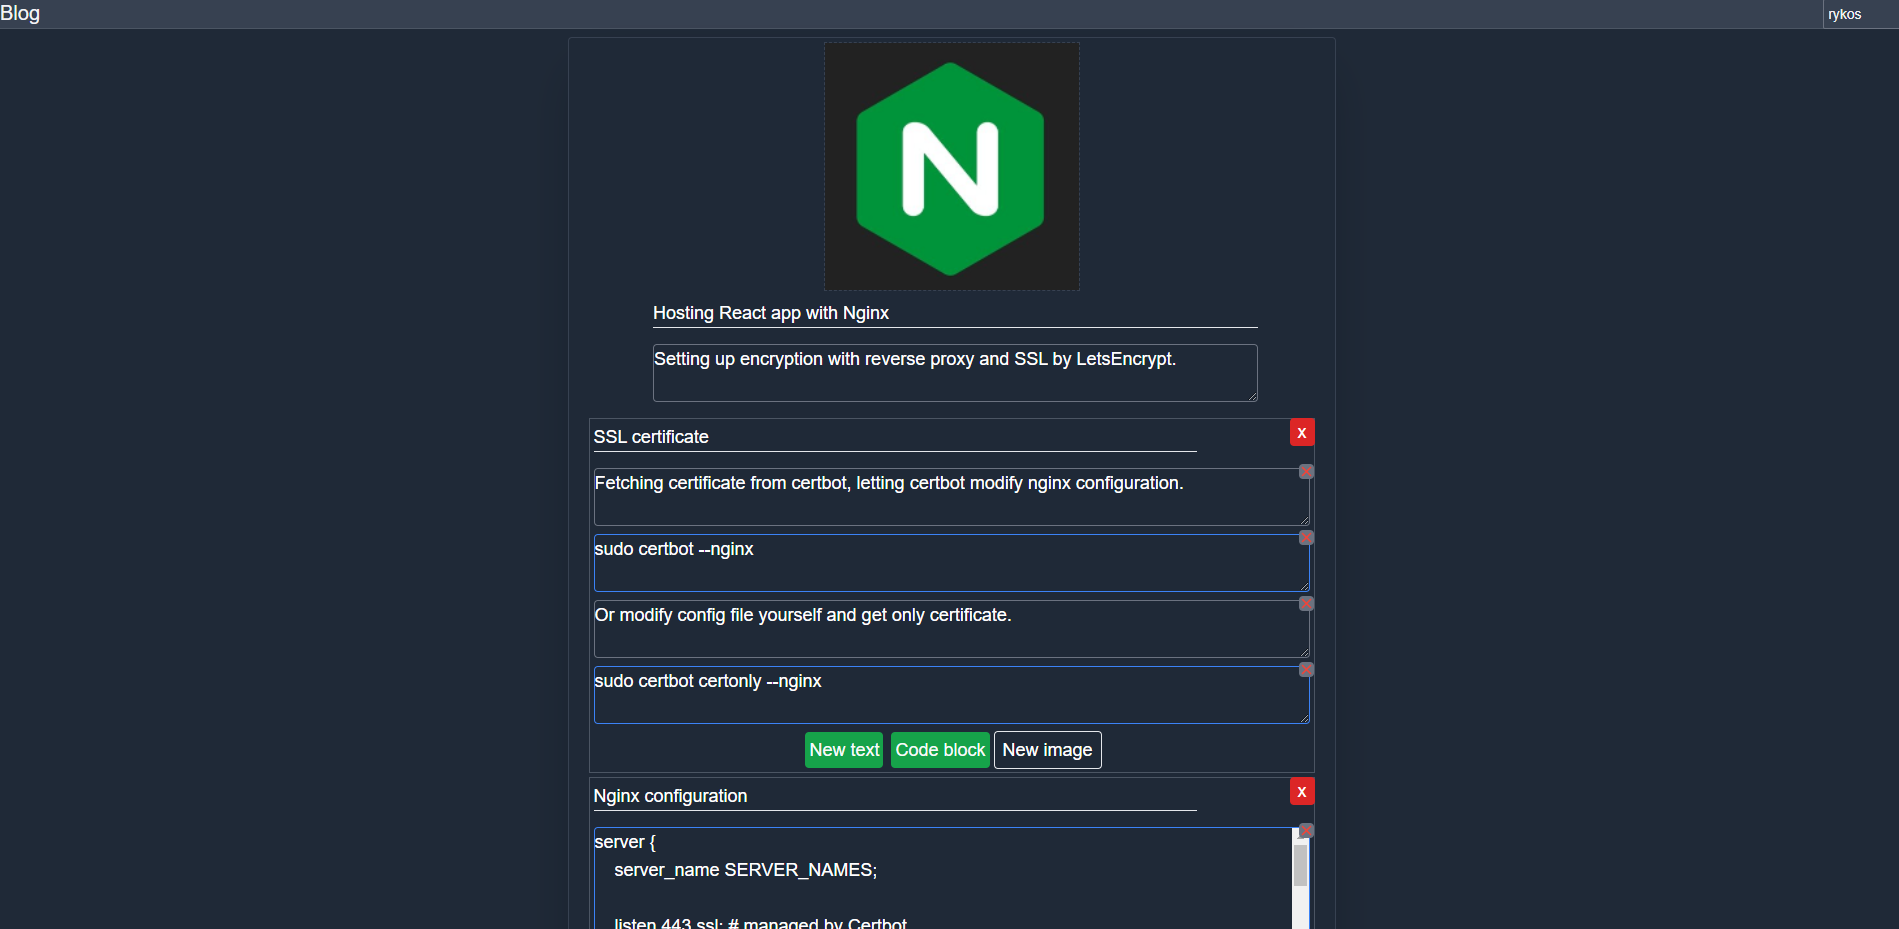 Blog
rykos
N
Hosting React app with Nginx
Setting up encryption with reverse proxy and SSL by LetsEncrypt.
SSL certificate
X
Fetching certificate from certbot, letting certbot modify nginx configuration.
sudo certbot --nginx
Or modify config file yourself and get only certificate.
sudo certbot certonly --nginx
New text
Code block
New image
Nginx configuration
X
server {
server_name SERVER_NAMES;
listen 443 ssl; # managed by Certbot